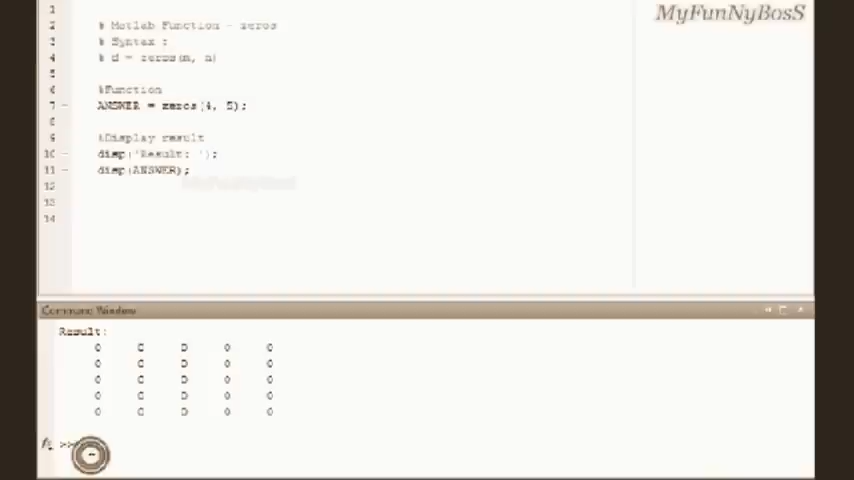 MyFunNyBosS
1
2 % Matlab Function - zeros
3 % Syntax :
4 % d = zeros(m, n)
5
6 %Function
7 - ANSWER = zeros(4, 5);
8
9 %Display result
10 - disp('Result: ');
11 - disp(ANSWER);
12
13
14
Command Window
Result:
0 0 0 0 0
0 0 0 0 0
0 0 0 0 0
0 0 0 0 0
0 0 0 0 0
fx >>